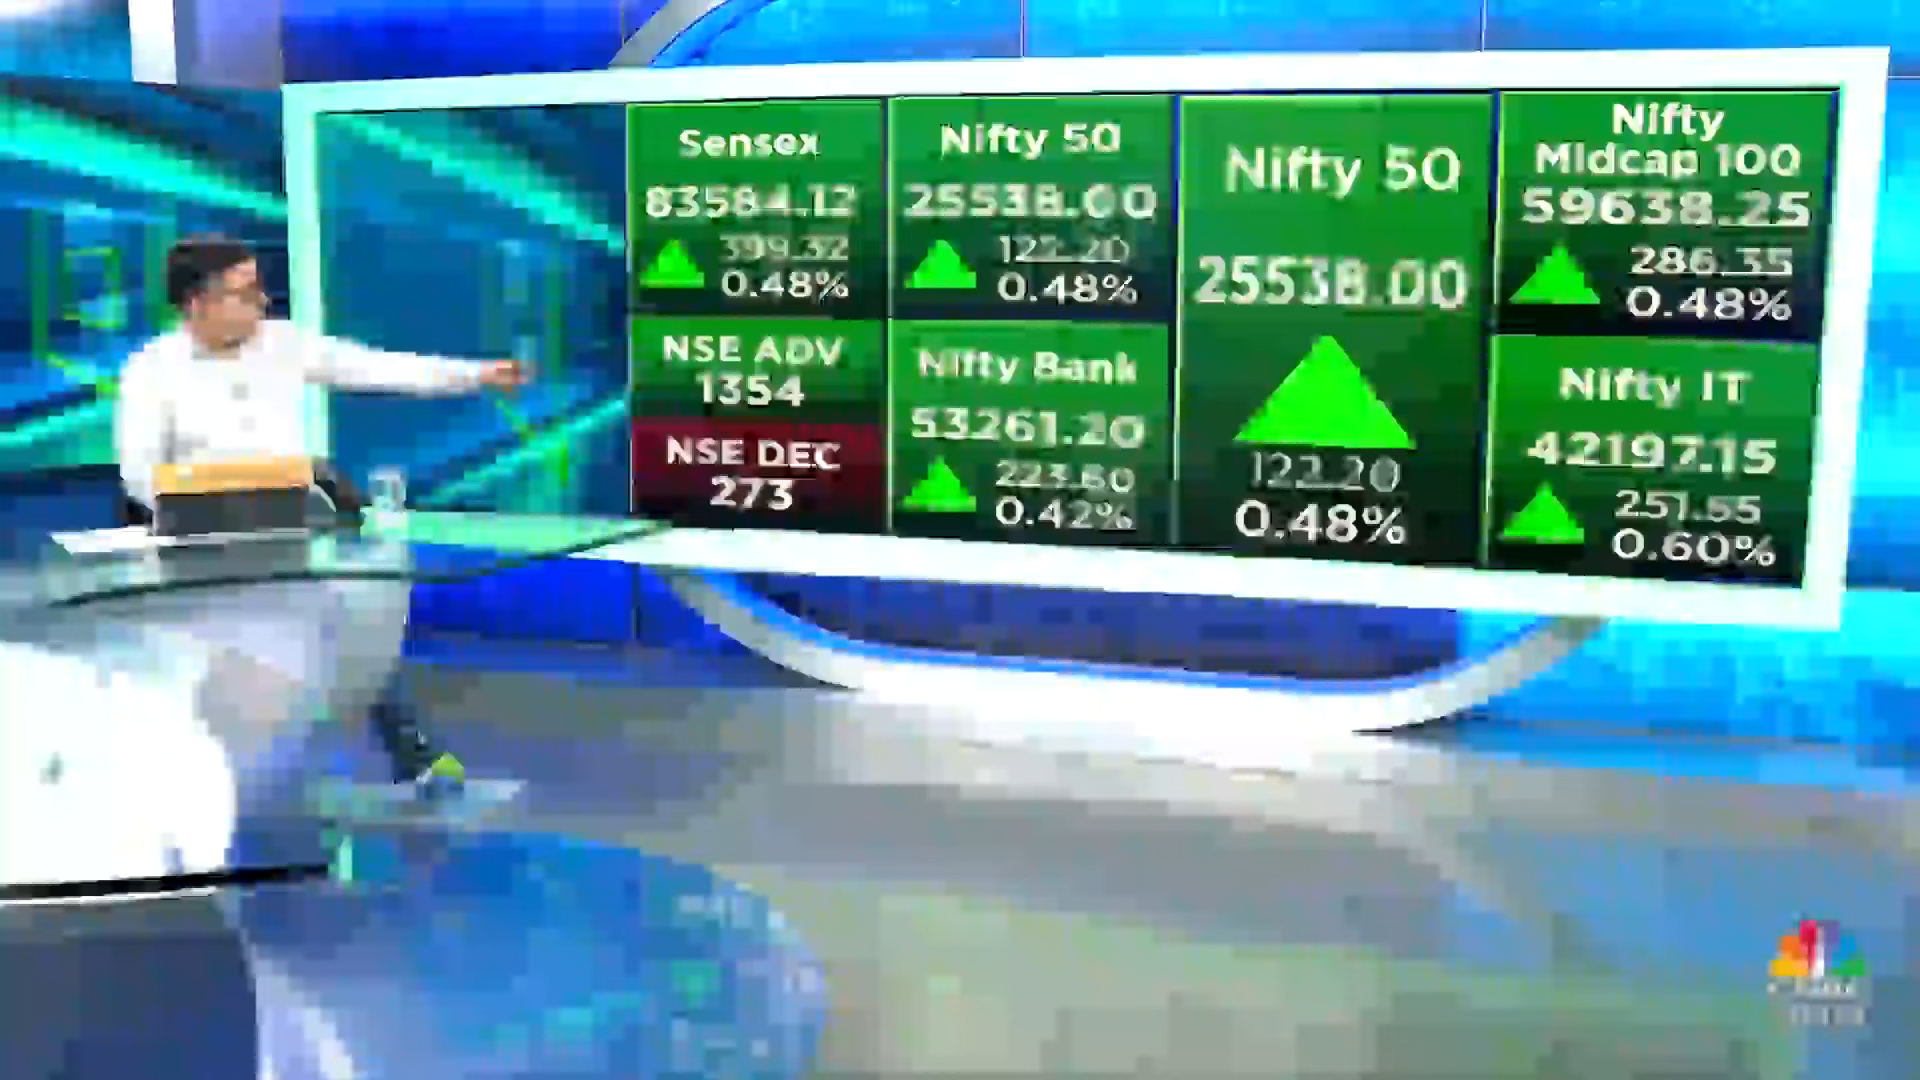 Sensex
83584.12
399.32
0.48%
NSE ADV
1354
NSE DEC
273
Nifty 50
25538.00
122.20
0.48%
Nifty Bank
53261.20
223.60
0.42%
Nifty 50
25538.00
122.20
0.48%
Nifty
Midcap 100
59638.25
286.35
0.48%
Nifty IT
42197.15
251.55
0.60%